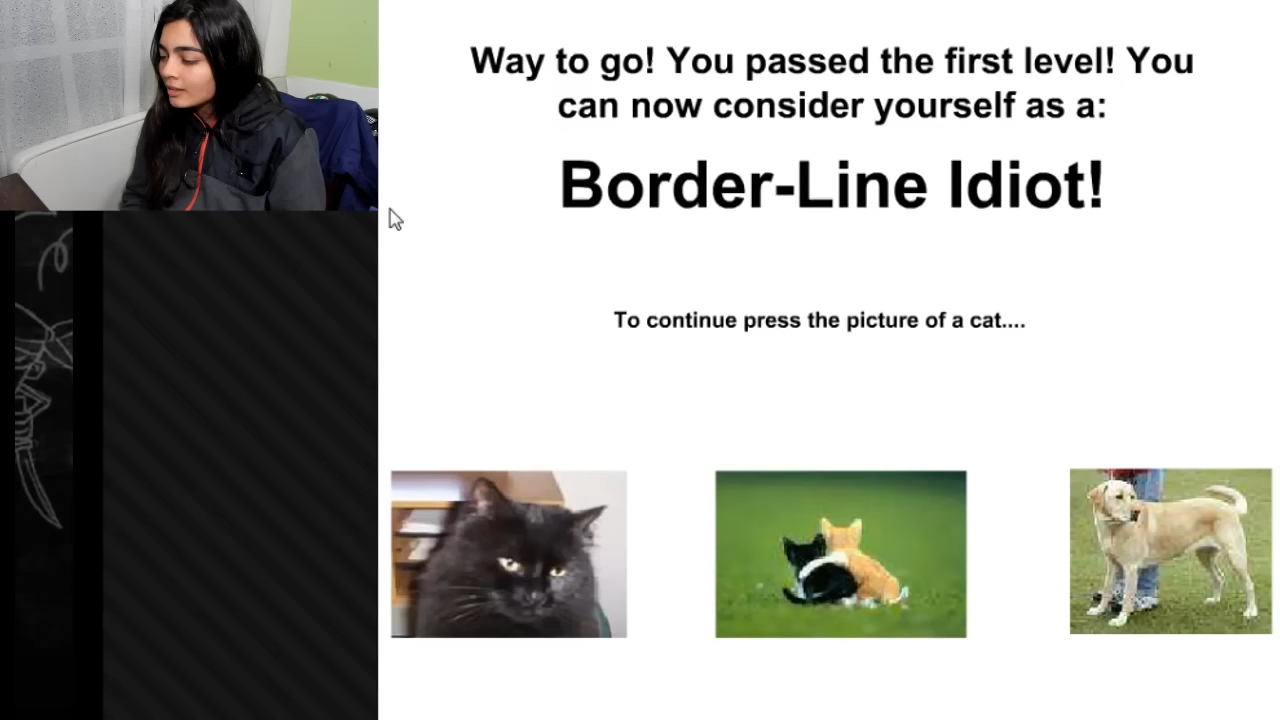 Way to go! You passed the first level! You
can now consider yourself as a:
Border-Line Idiot!
To continue press the picture of a cat....